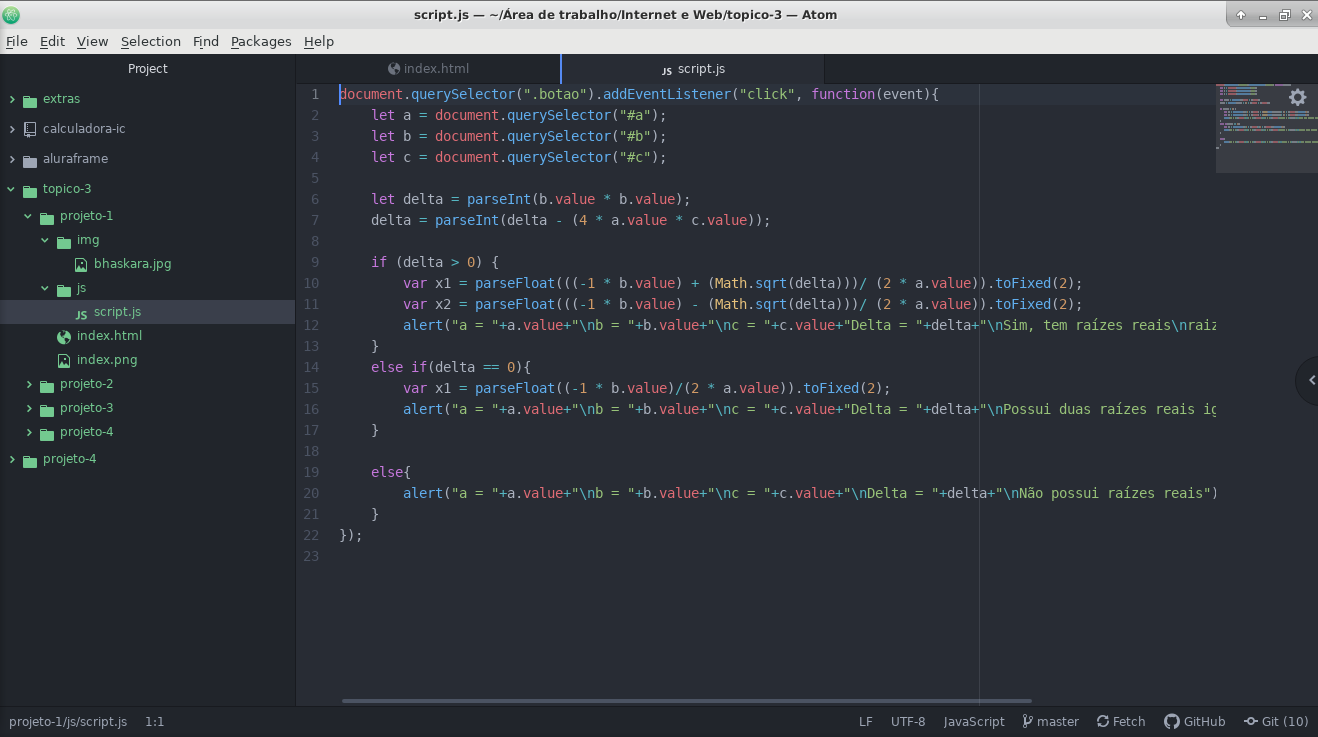 script.js — ~/Área de trabalho/Internet e Web/topico-3 — Atom
File Edit View Selection Find Packages Help
Project
extras
calculadora-ic
aluraframe
topico-3
projeto-1
img
bhaskara.jpg
js
JS script.js
index.html
index.png
projeto-2
projeto-3
projeto-4
projeto-4
index.html
JS script.js
1 document.querySelector(".botao").addEventListener("click", function(event){
2 let a = document.querySelector("#a");
3 let b = document.querySelector("#b");
4 let c = document.querySelector("#c");
5
6 let delta = parseInt(b.value * b.value);
7 delta = parseInt(delta - (4 * a.value * c.value));
8
9 if (delta > 0) {
10 var x1 = parseFloat(((-1 * b.value) + (Math.sqrt(delta)))/ (2 * a.value)).toFixed(2);
11 var x2 = parseFloat(((-1 * b.value) - (Math.sqrt(delta)))/ (2 * a.value)).toFixed(2);
12 alert("a = "+a.value+"\nb = "+b.value+"\nc = "+c.value+"Delta = "+delta+"\nSim, tem raízes reais\nraiz
13 }
14 else if(delta == 0){
15 var x1 = parseFloat((-1 * b.value)/(2 * a.value)).toFixed(2);
16 alert("a = "+a.value+"\nb = "+b.value+"\nc = "+c.value+"Delta = "+delta+"\nPossui duas raízes reais ig
17 }
18
19 else{
20 alert("a = "+a.value+"\nb = "+b.value+"\nc = "+c.value+"\nDelta = "+delta+"\nNão possui raízes reais")
21 }
22 });
23
projeto-1/js/script.js 1:1 LF UTF-8 JavaScript master Fetch GitHub Git (10)